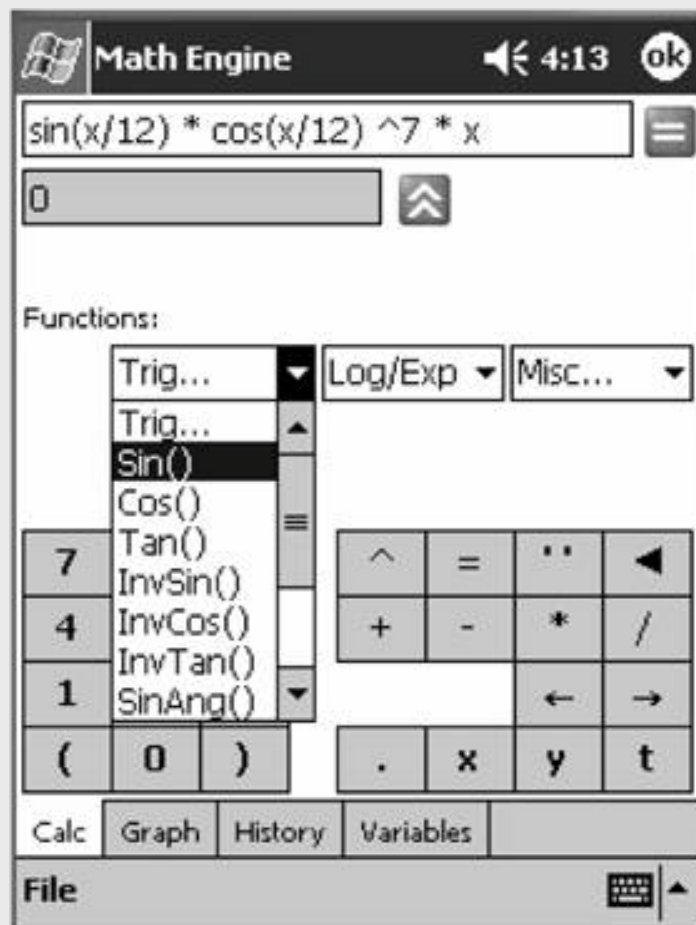 Math Engine 4:13 ok
sin(x/12) * cos(x/12) ^7 * x =
0
Functions:
Trig... Log/Exp Misc...
Trig...
Sin()
Cos()
Tan()
InvSin()
InvCos()
InvTan()
SinAng()
7 ^ = ''
4 + - * /
1 ← →
( 0 ) . x y t
Calc Graph History Variables
File